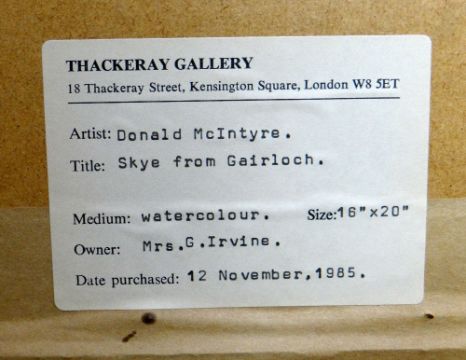 THACKERAY GALLERY
18 Thackeray Street, Kensington Square, London W8 5ET
Artist: Donald McIntyre.
Title: Skye from Gairloch.
Medium: watercolour. Size:16"x20"
Owner: Mrs.G.Irvine.
Date purchased: 12 November,1985.